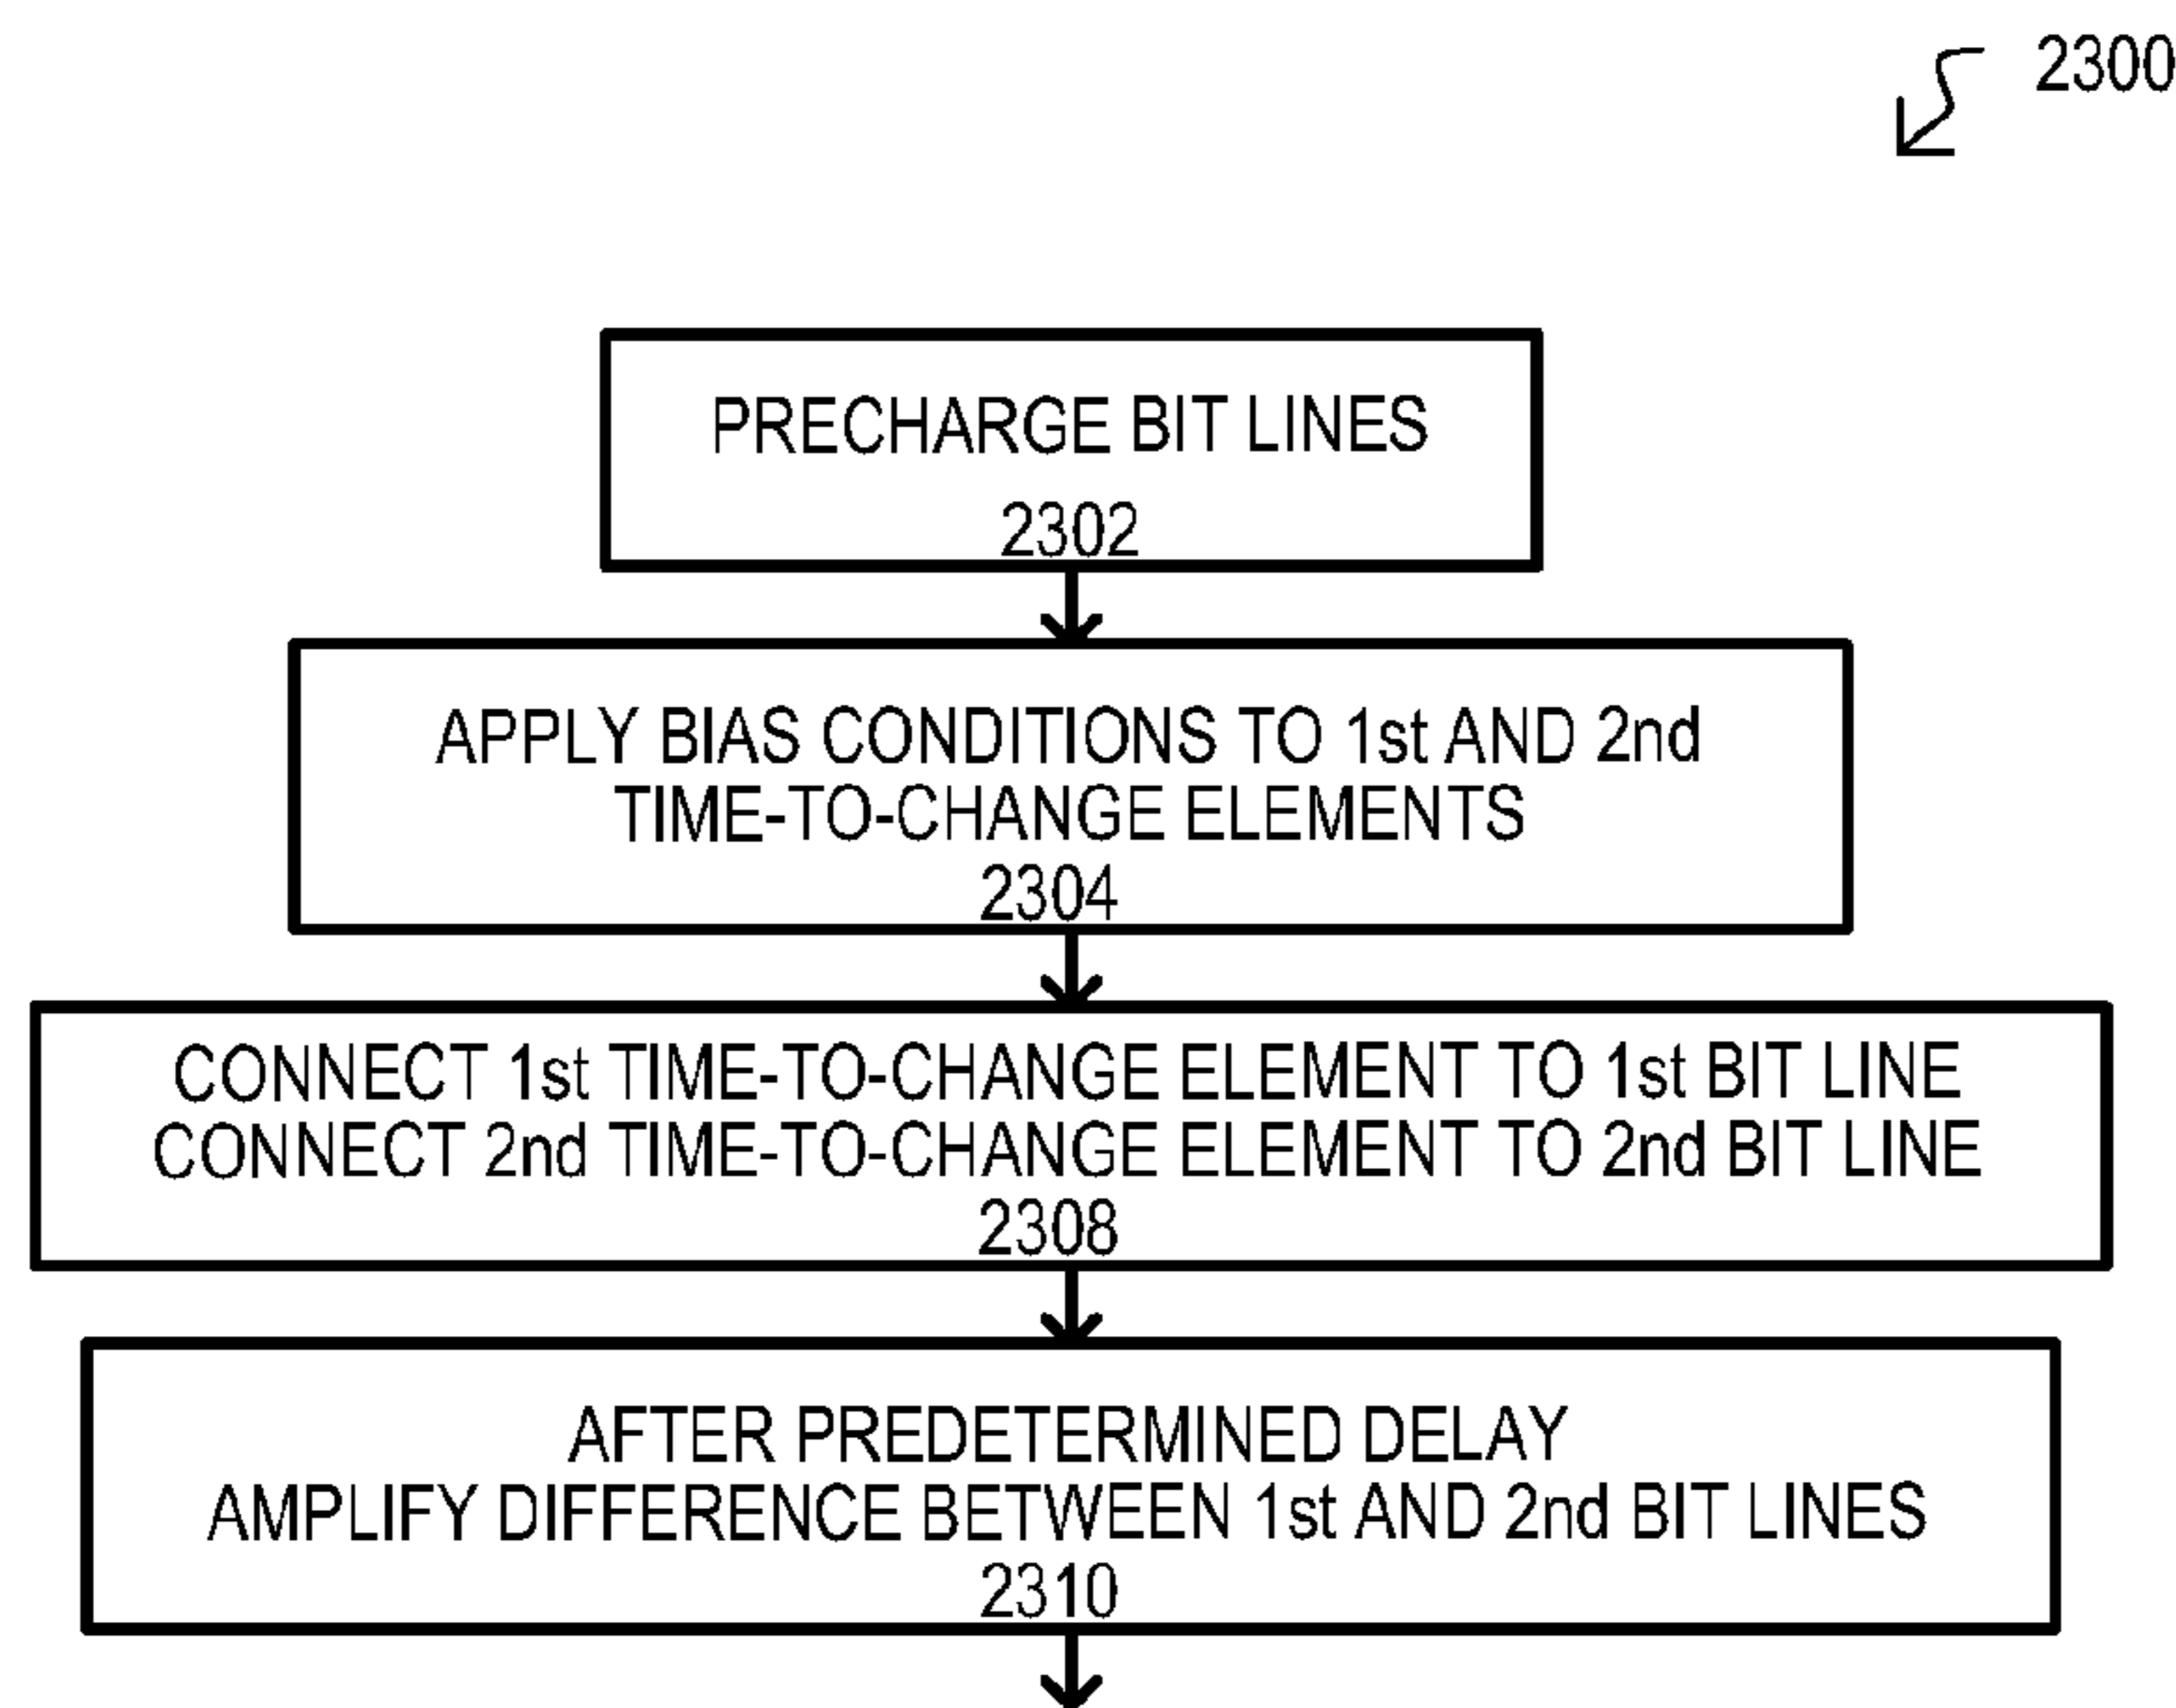 2300
PRECHARGE BIT LINES
2302
APPLY BIAS CONDITIONS TO 1st AND 2nd
TIME-TO-CHANGE ELEMENTS
2304
CONNECT 1st TIME-TO-CHANGE ELEMENT TO 1st BIT LINE
CONNECT 2nd TIME-TO-CHANGE ELEMENT TO 2nd BIT LINE
2308
AFTER PREDETERMINED DELAY
AMPLIFY DIFFERENCE BETWEEN 1st AND 2nd BIT LINES
2310